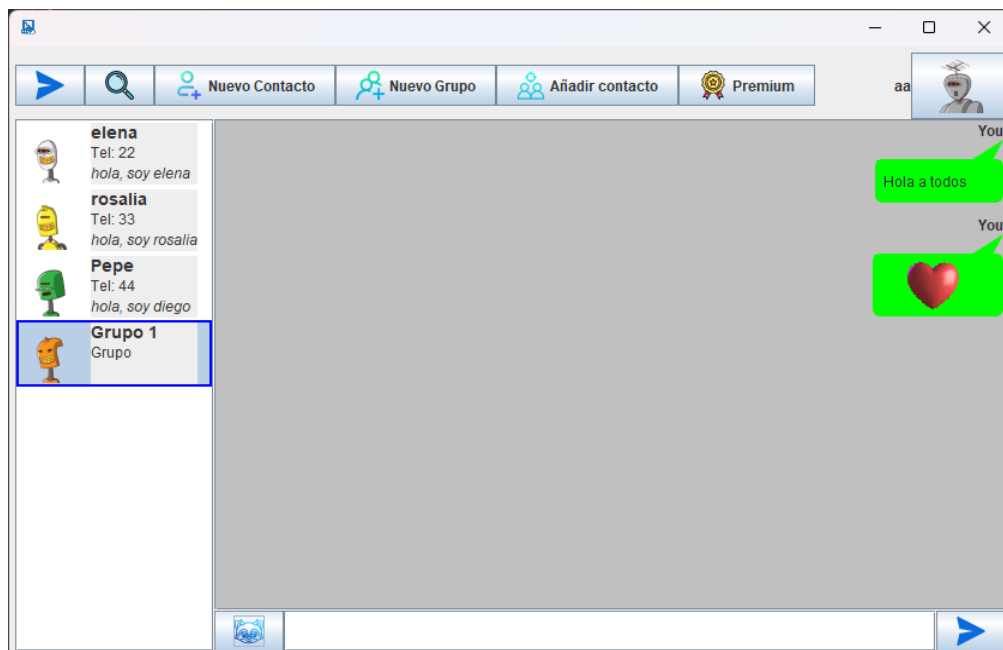 Nuevo Contacto
Nuevo Grupo
Añadir contacto
Premium
aa
elena
Tel: 22
hola, soy elena
rosalia
Tel: 33
hola, soy rosalia
Pepe
Tel: 44
hola, soy diego
Grupo 1
Grupo
You
Hola a todos
You